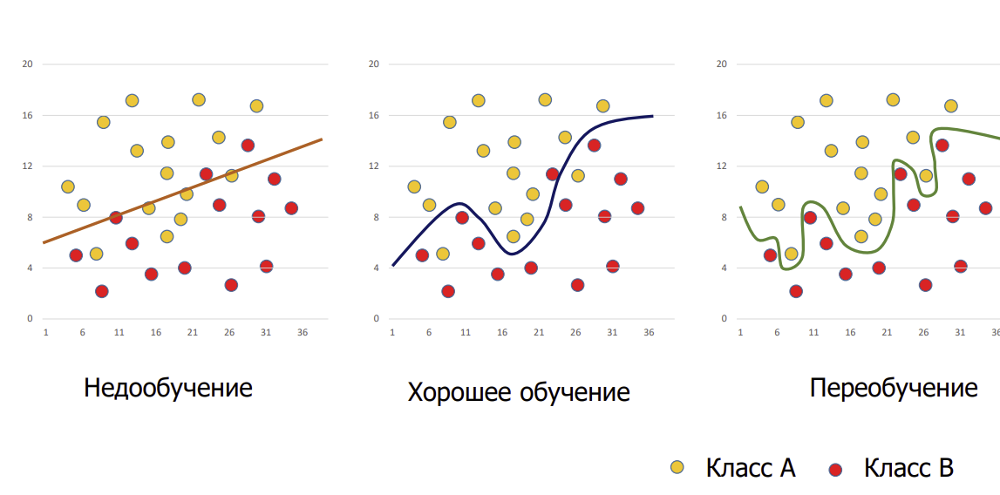 20 20 20
16 16 16
12 12 12
8 8 8
4 4 4
0 0 0
1 6 11 16 21 26 31 36 1 6 11 16 21 26 31 36 1 6 11 16 21 26 31 36
Недообучение
Хорошее обучение
Переобучение
Класс A Класс B